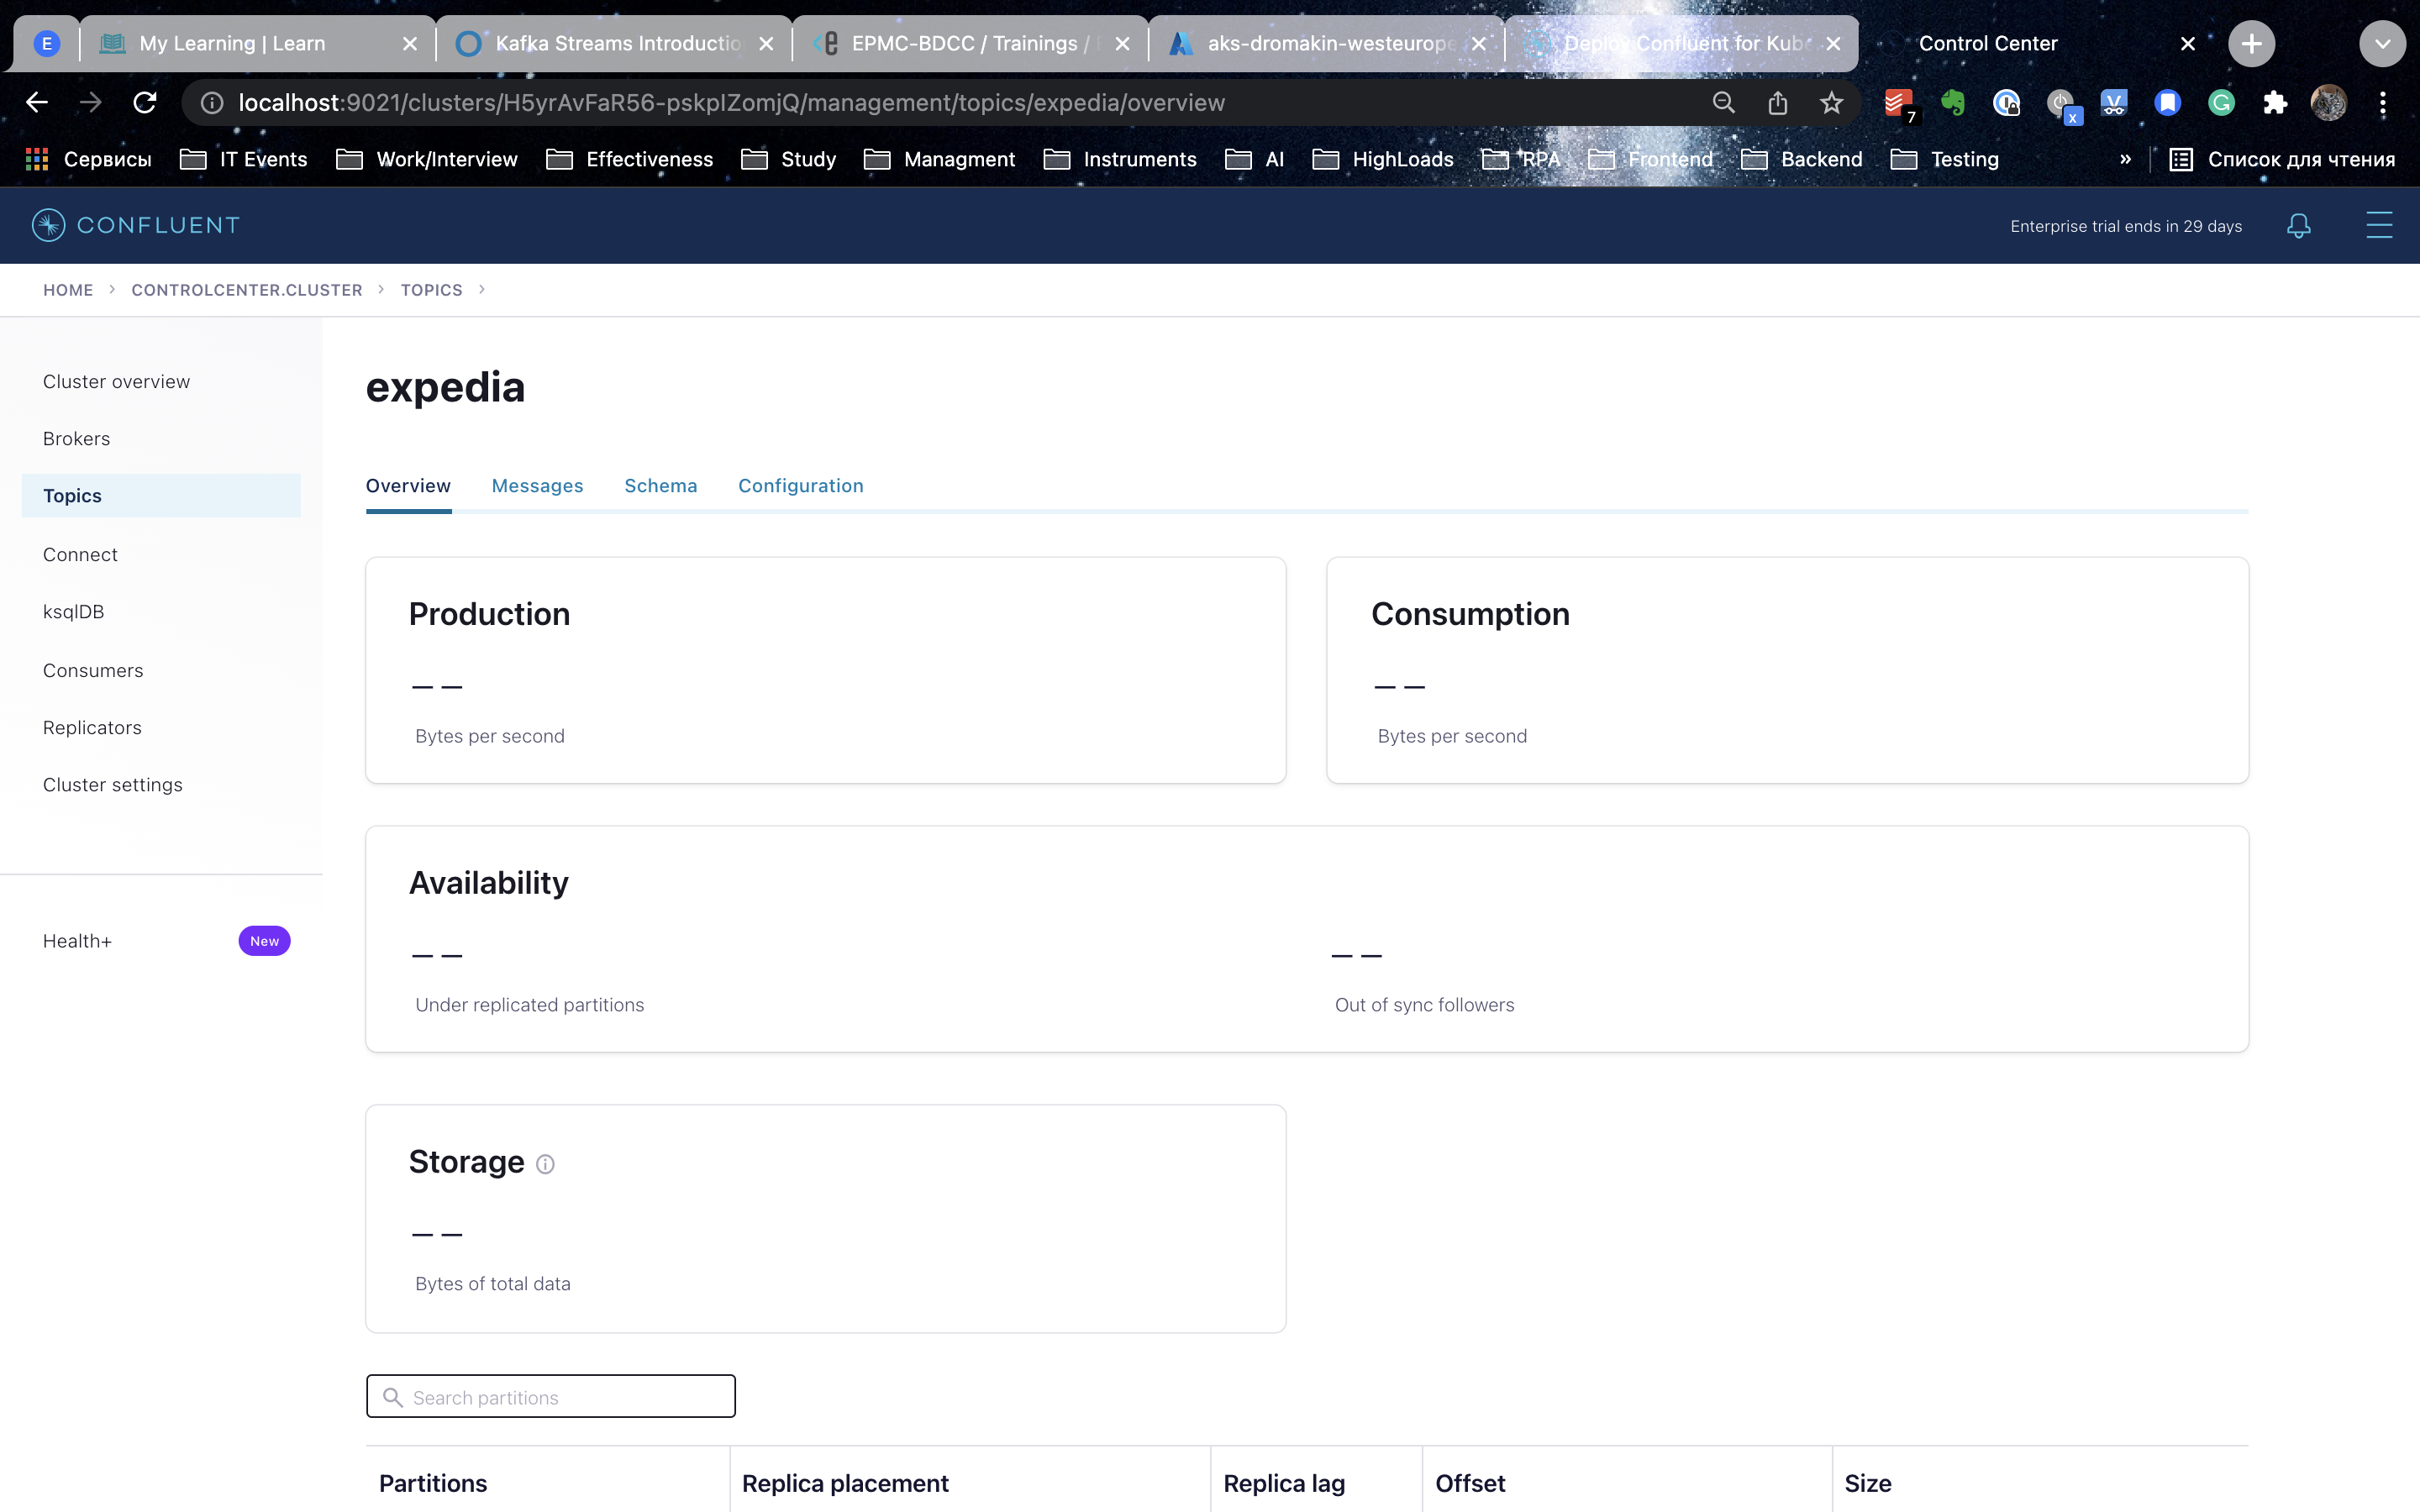 E My Learning | Learn Kafka Streams Introductio EPMC-BDCC / Trainings / aks-dromakin-westeurope Deploy Confluent for Kube Control Center
localhost:9021/clusters/H5yrAvFaR56-pskpIZomjQ/management/topics/expedia/overview 7 x
Сервисы IT Events Work/Interview Effectiveness Study Managment Instruments AI HighLoads RPA Frontend Backend Testing » Список для чтения
CONFLUENT Enterprise trial ends in 29 days
HOME > CONTROLCENTER.CLUSTER > TOPICS >
Cluster overview
Brokers
Topics
Connect
ksqlDB
Consumers
Replicators
Cluster settings
Health+ New
expedia
Overview Messages Schema Configuration
Production
– –
Bytes per second
Consumption
– –
Bytes per second
Availability
– –
Under replicated partitions
– –
Out of sync followers
Storage
– –
Bytes of total data
Search partitions
Partitions Replica placement Replica lag Offset Size